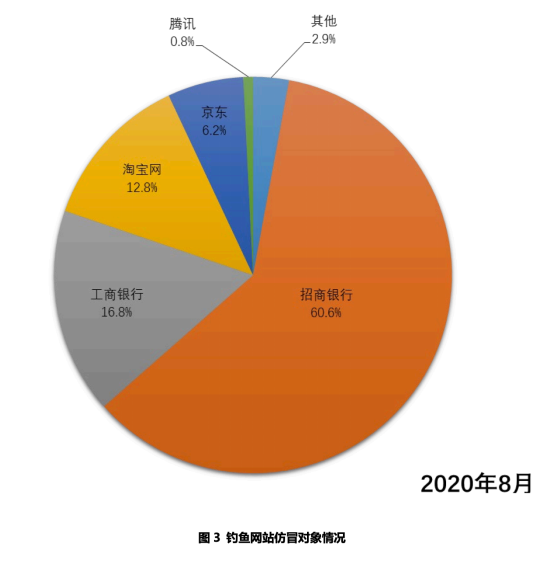 腾讯
0.8%
其他
2.9%
京东
6.2%
淘宝网
12.8%
工商银行
16.8%
招商银行
60.6%
2020年8月
图 3 钓鱼网站仿冒对象情况